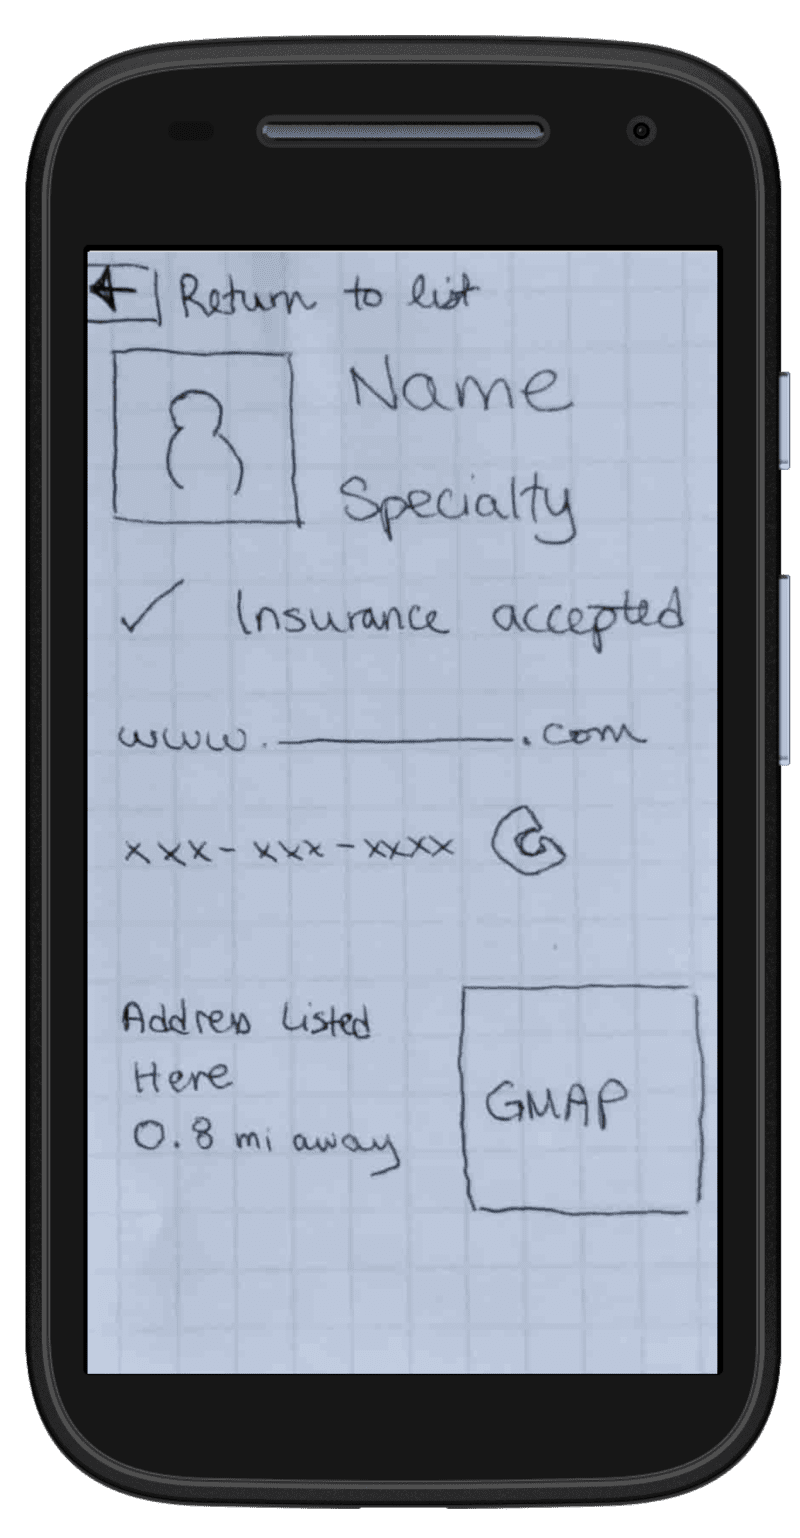 Return to list
Name
Specialty
Insurance accepted
www.________.com
xxx-xxx-xxxx
Address Listed
Here
0.8 mi away
GMAP